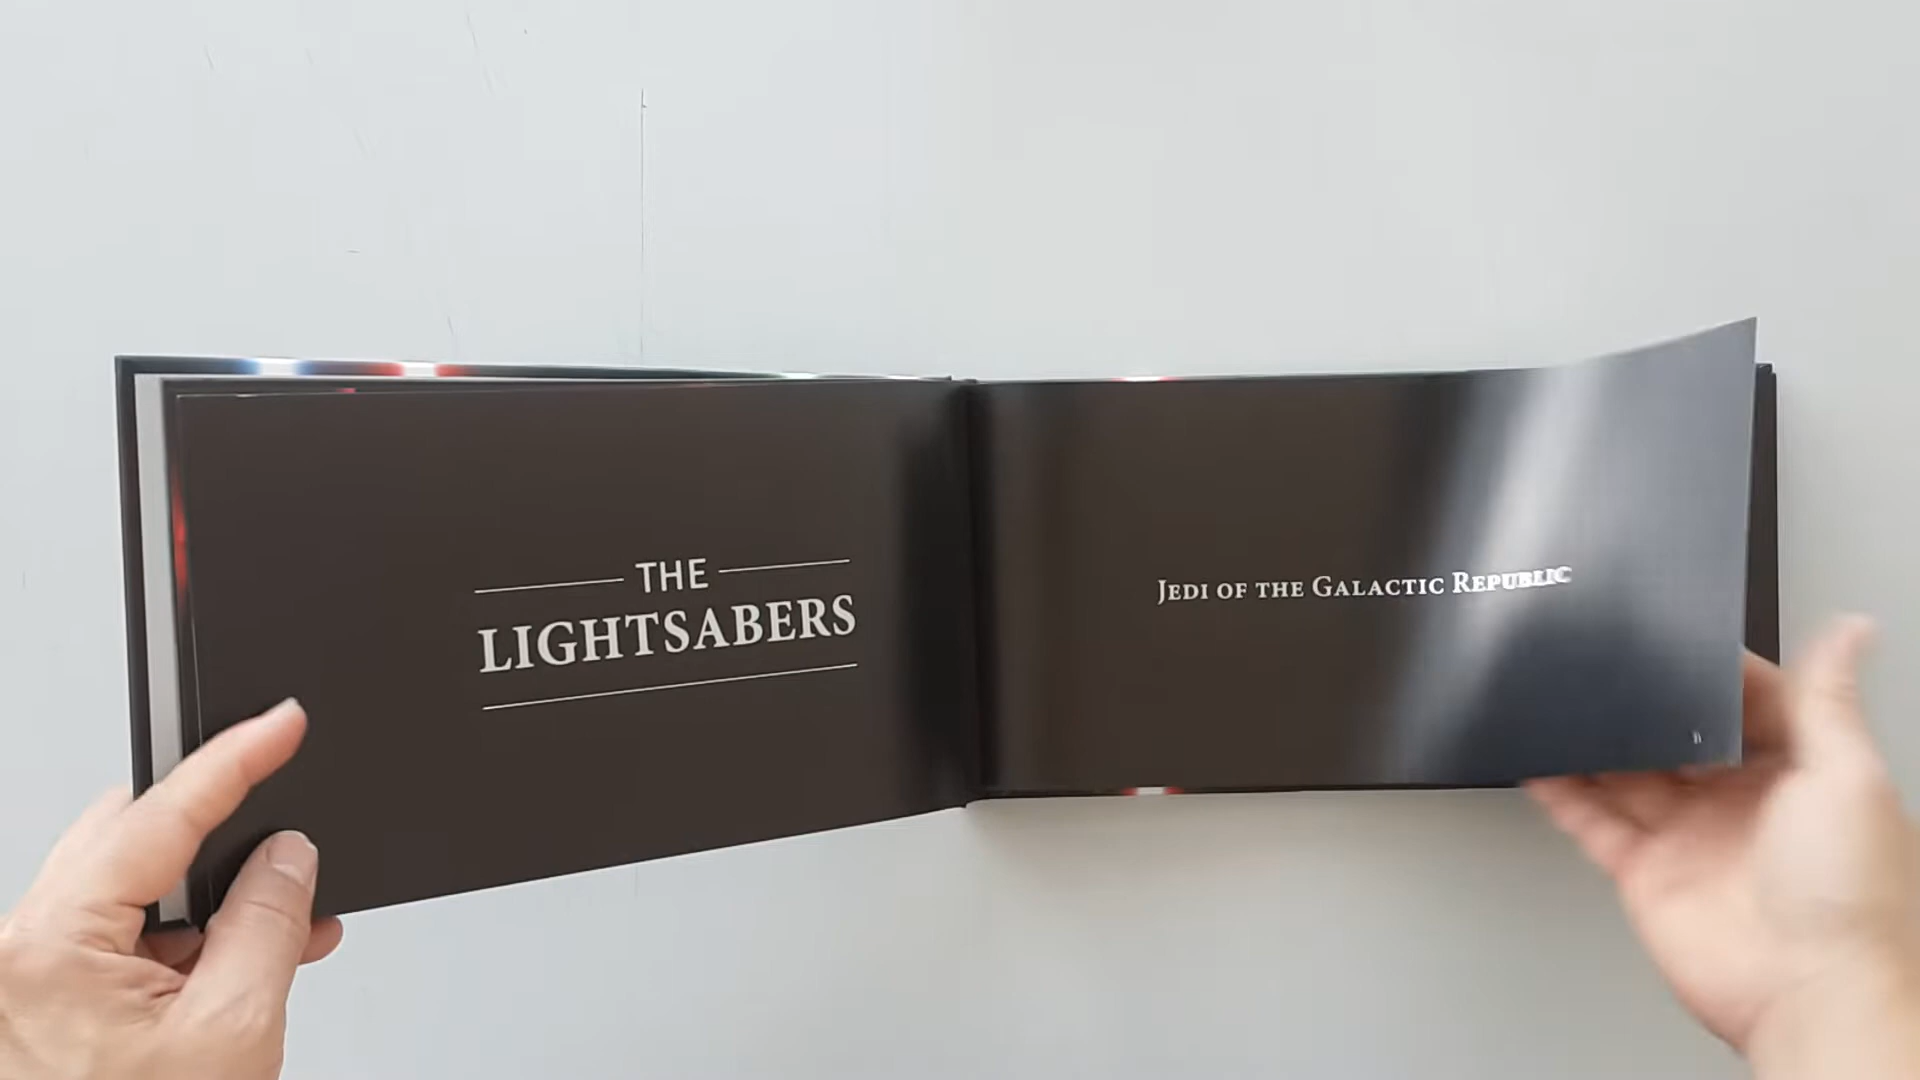 THE
LIGHTSABERS
JEDI OF THE GALACTIC REPUBLIC